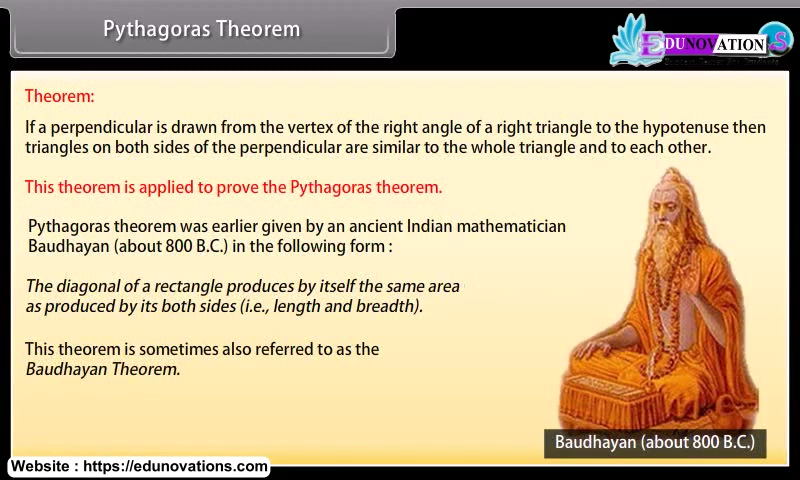 Pythagoras Theorem
EDUNOVATIONS
Theorem:
If a perpendicular is drawn from the vertex of the right angle of a right triangle to the hypotenuse then
triangles on both sides of the perpendicular are similar to the whole triangle and to each other.
This theorem is applied to prove the Pythagoras theorem.
Pythagoras theorem was earlier given by an ancient Indian mathematician
Baudhayan (about 800 B.C.) in the following form :
The diagonal of a rectangle produces by itself the same area
as produced by its both sides (i.e., length and breadth).
This theorem is sometimes also referred to as the
Baudhayan Theorem.
Baudhayan (about 800 B.C.)
Website : https://edunovations.com